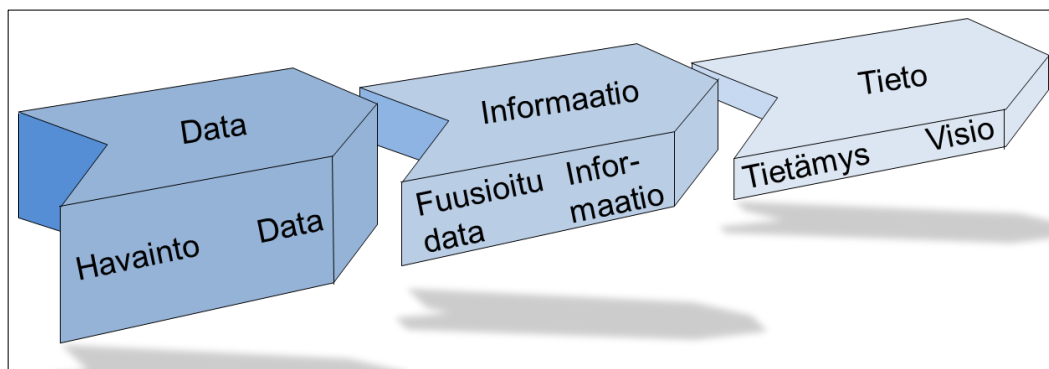 Data
Havainto Data
Informaatio
Fuusioitu Infor-
data maatio
Tieto
Tietämys Visio